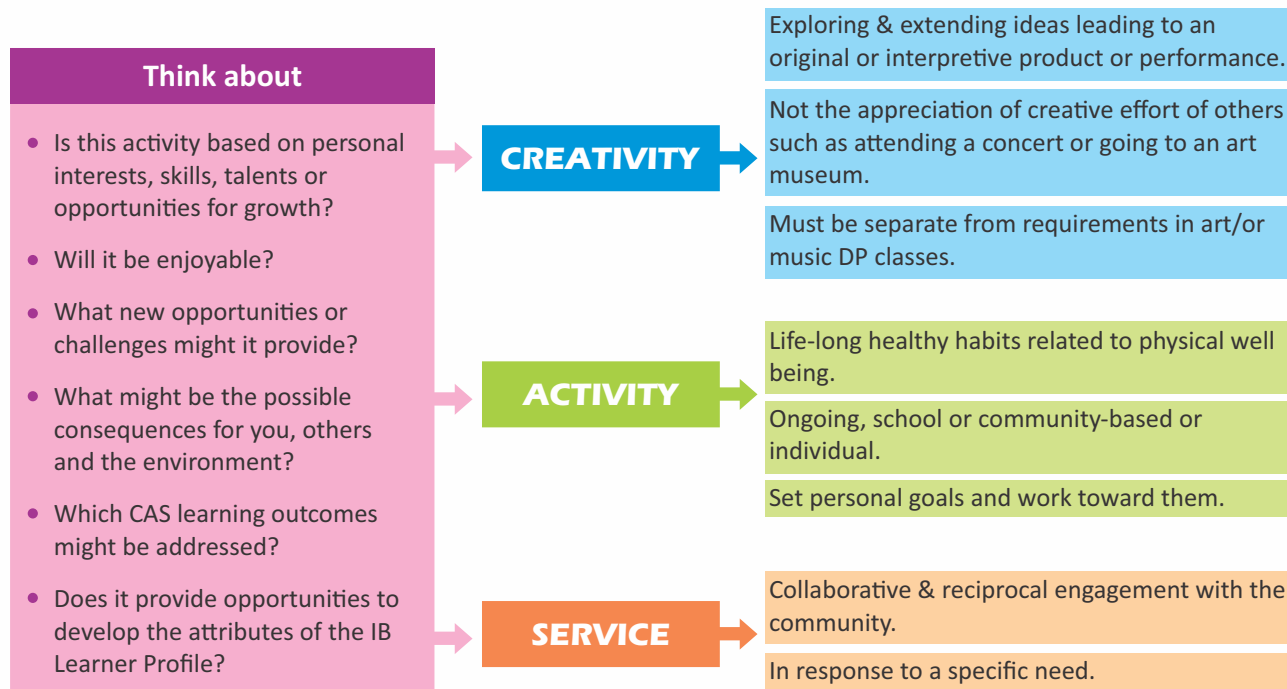 Think about
• Is this activity based on personal
interests, skills, talents or
opportunities for growth?
• Will it be enjoyable?
• What new opportunities or
challenges might it provide?
• What might be the possible
consequences for you, others
and the environment?
• Which CAS learning outcomes
might be addressed?
• Does it provide opportunities to
develop the attributes of the IB
Learner Profile?
CREATIVITY
Exploring & extending ideas leading to an
original or interpretive product or performance.
Not the appreciation of creative effort of others
such as attending a concert or going to an art
museum.
Must be separate from requirements in art/or
music DP classes.
ACTIVITY
Life-long healthy habits related to physical well
being.
Ongoing, school or community-based or
individual.
Set personal goals and work toward them.
SERVICE
Collaborative & reciprocal engagement with the
community.
In response to a specific need.